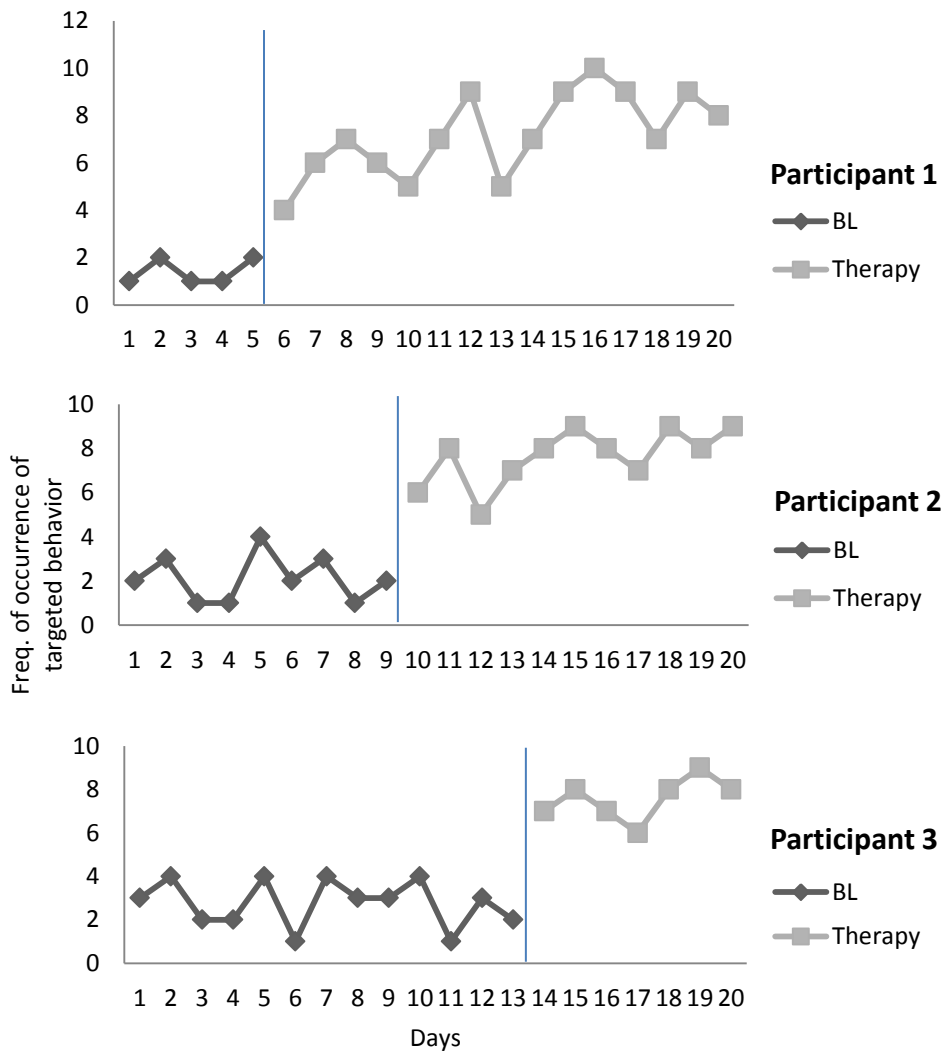 12
10
8
6
4
2
0
1 2 3 4 5 6 7 8 9 10 11 12 13 14 15 16 17 18 19 20
Participant 1
BL
Therapy
Freq. of occurrence of
targeted behavior
10
8
6
4
2
0
1 2 3 4 5 6 7 8 9 10 11 12 13 14 15 16 17 18 19 20
Participant 2
BL
Therapy
10
8
6
4
2
0
1 2 3 4 5 6 7 8 9 10 11 12 13 14 15 16 17 18 19 20
Days
Participant 3
BL
Therapy